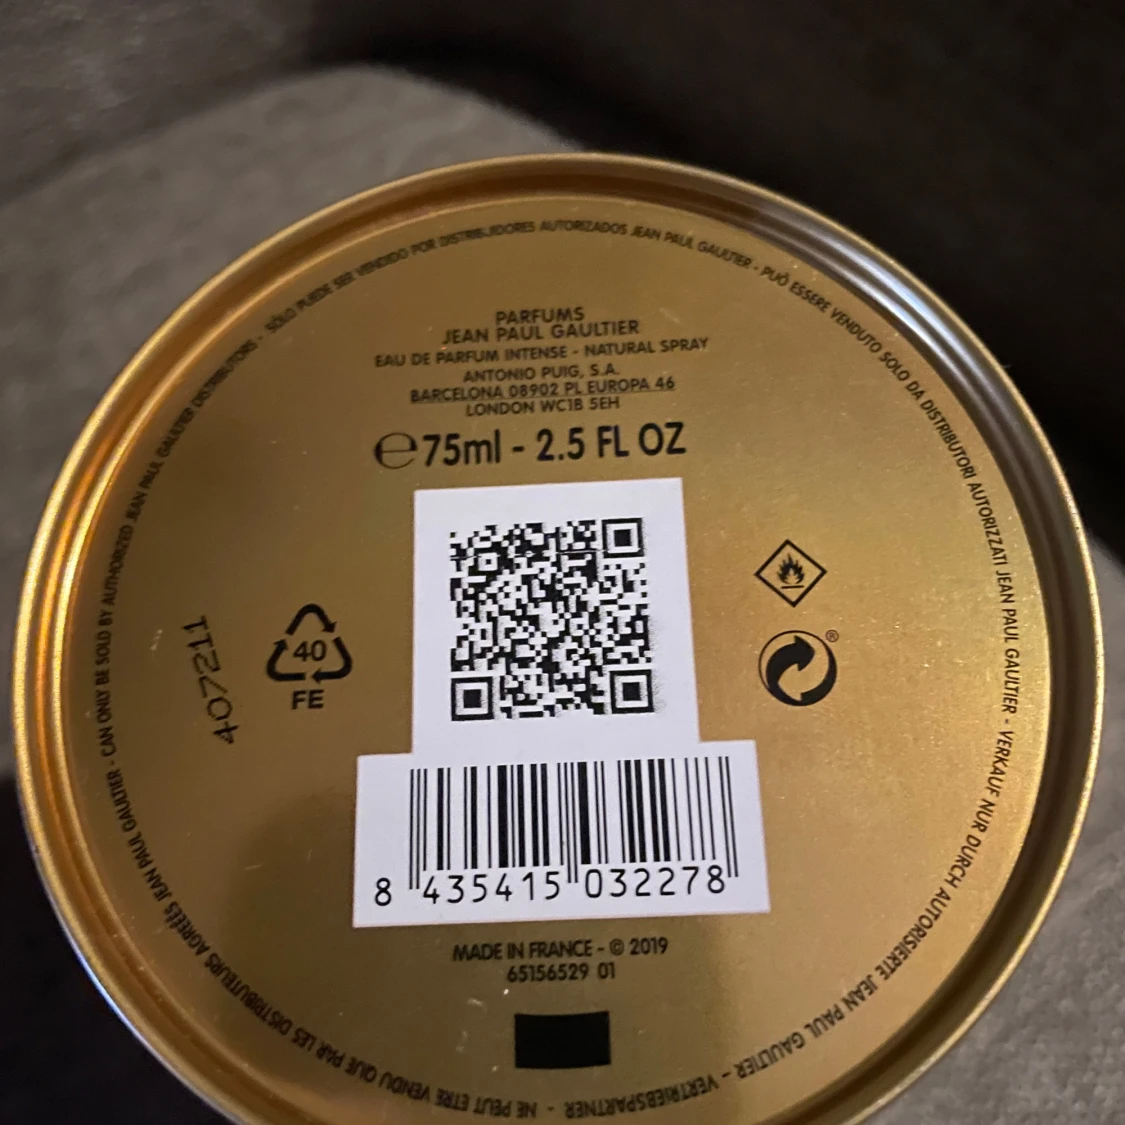 PARFUMS
JEAN PAUL GAULTIER
EAU DE PARFUM INTENSE - NATURAL SPRAY
ANTONIO PUIG, S.A.
BARCELONA 08902 PL EUROPA 46
LONDON WC1B 5EH
℮75ml - 2.5 FL OZ
40
FE
407211
®
8 435415 032278
MADE IN FRANCE - © 2019
65156529 01
NE PEUT ETRE VENDU QUE PAR LES DISTRIBUTEURS AGREÉS JEAN PAUL GAULTIER - CAN ONLY BE SOLD BY AUTHORIZED JEAN PAUL GAULTIER DISTRIBUTORS - SÓLO PUEDE SER VENDIDO POR DISTRIBUIDORES AUTORIZADOS JEAN PAUL GAULTIER - PUÒ ESSERE VENDUTO SOLO DA DISTRIBUTORI AUTORIZZATI JEAN PAUL GAULTIER - VERKAUF NUR DURCH AUTORISIERTE JEAN PAUL GAULTIER - VERTRIEBSPARTNER -